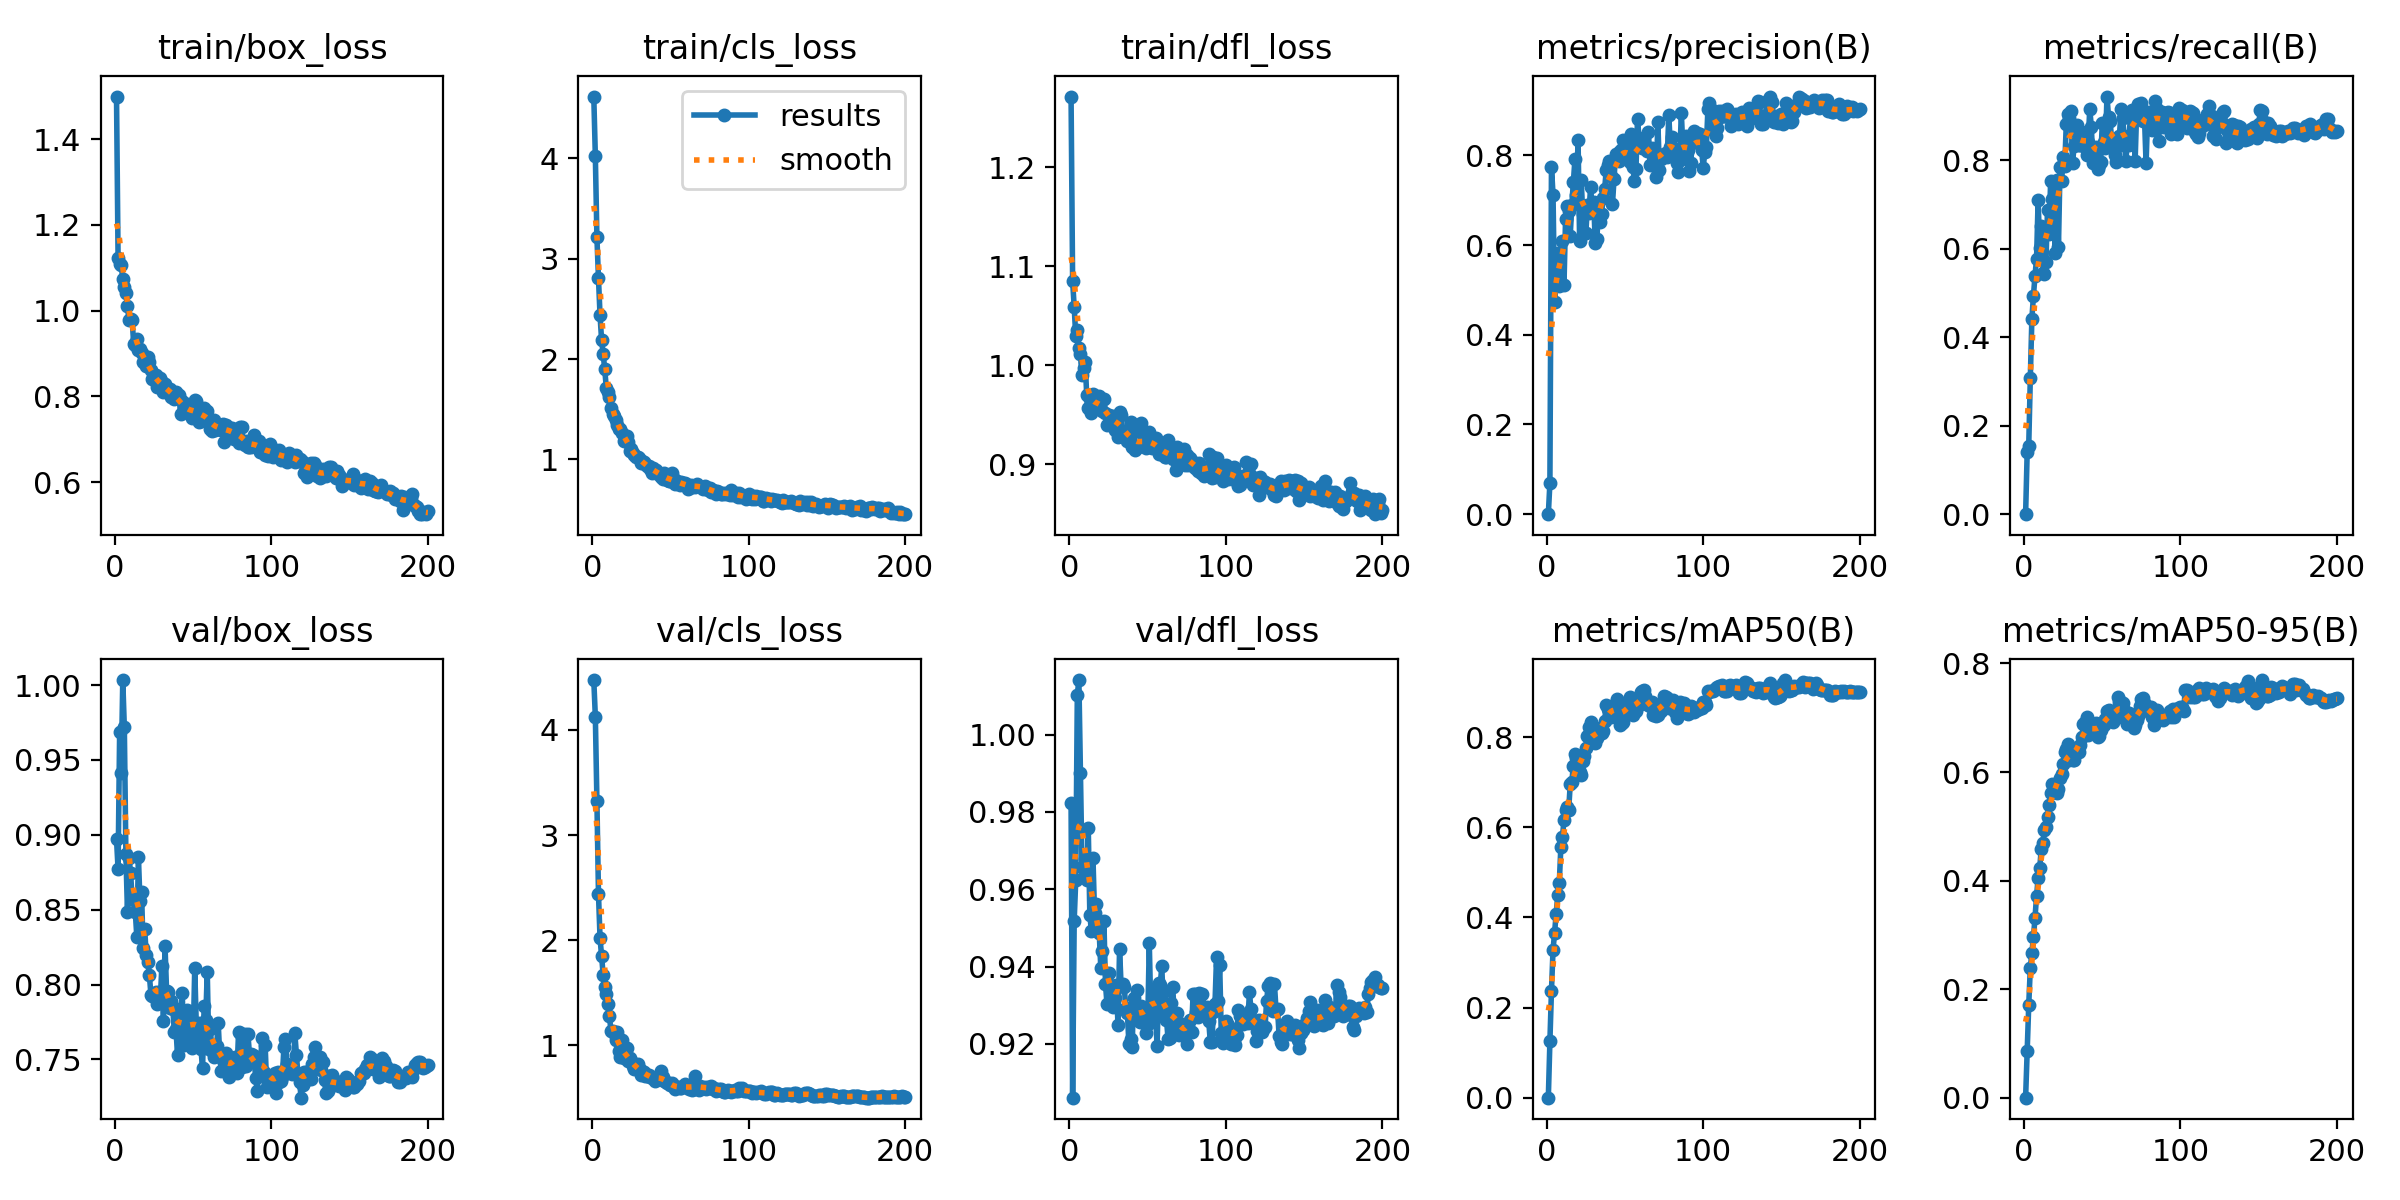 train/box_loss
1.4
1.2
1.0
0.8
0.6
0 100 200
train/cls_loss
results
smooth
4
3
2
1
0 100 200
train/dfl_loss
1.2
1.1
1.0
0.9
0 100 200
metrics/precision(B)
0.8
0.6
0.4
0.2
0.0
0 100 200
metrics/recall(B)
0.8
0.6
0.4
0.2
0.0
0 100 200
val/box_loss
1.00
0.95
0.90
0.85
0.80
0.75
0 100 200
val/cls_loss
4
3
2
1
0 100 200
val/dfl_loss
1.00
0.98
0.96
0.94
0.92
0 100 200
metrics/mAP50(B)
0.8
0.6
0.4
0.2
0.0
0 100 200
metrics/mAP50-95(B)
0.8
0.6
0.4
0.2
0.0
0 100 200